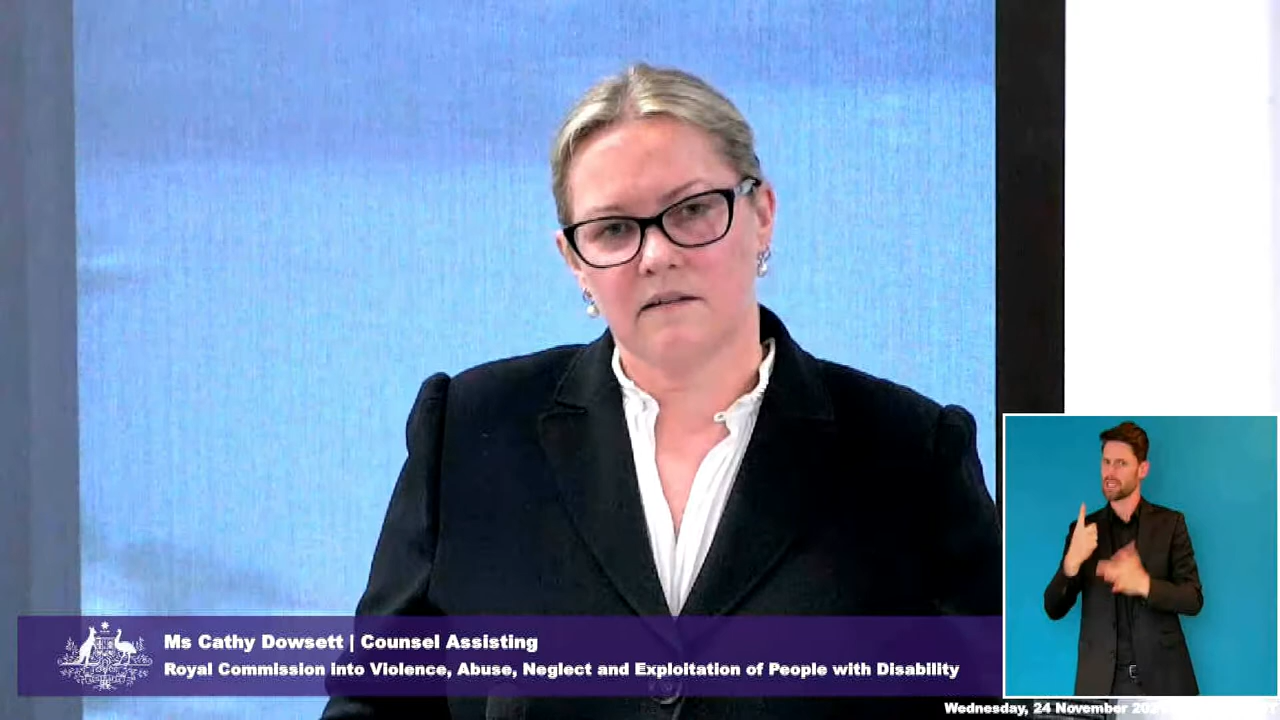 Ms Cathy Dowsett | Counsel Assisting
Royal Commission into Violence, Abuse, Neglect and Exploitation of People with Disability
Wednesday, 24 November